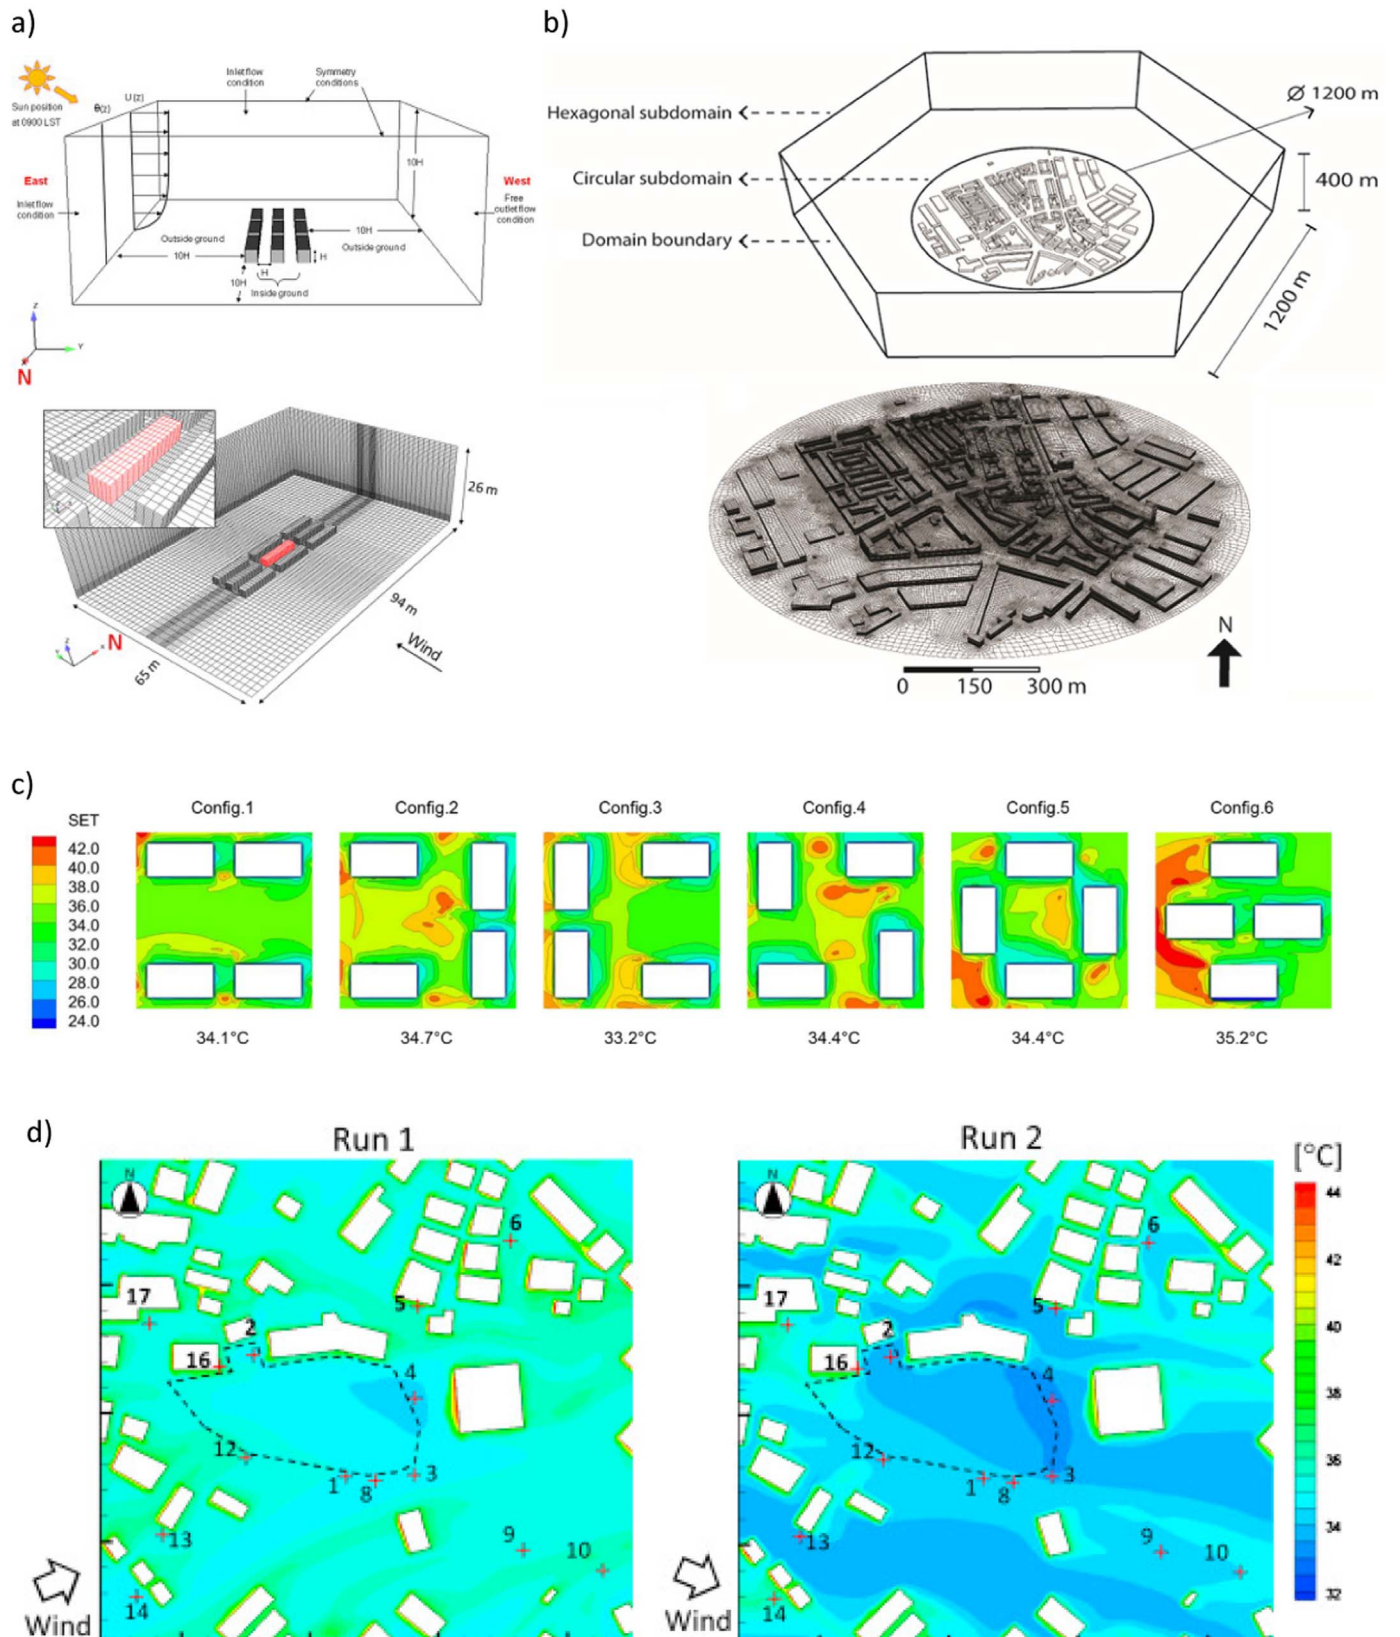 a)
Sun position
at 0900 LST
θ(z)
U (z)
Inlet flow
condition
Symmetry
conditions
10H
East
Inlet flow
condition
West
Free
outlet flow
condition
Outside ground
10H
10H
Outside ground
H
H
10H
Inside ground
Z
Y
N
26 m
94 m
Wind
65 m
Z
N
b)
Hexagonal subdomain
Circular subdomain
Domain boundary
Ø 1200 m
400 m
1200 m
N
0 150 300 m
c)
SET
42.0
40.0
38.0
36.0
34.0
32.0
30.0
28.0
26.0
24.0
Config.1 Config.2 Config.3 Config.4 Config.5 Config.6
34.1°C 34.7°C 33.2°C 34.4°C 34.4°C 35.2°C
d)
Run 1
N
6
17
5
2
16
4
12
1
8
3
13
9
10
14
Wind
Run 2
N
6
17
5
2
16
4
12
1
8
3
13
9
10
14
Wind
[°C]
44
42
40
38
36
34
32